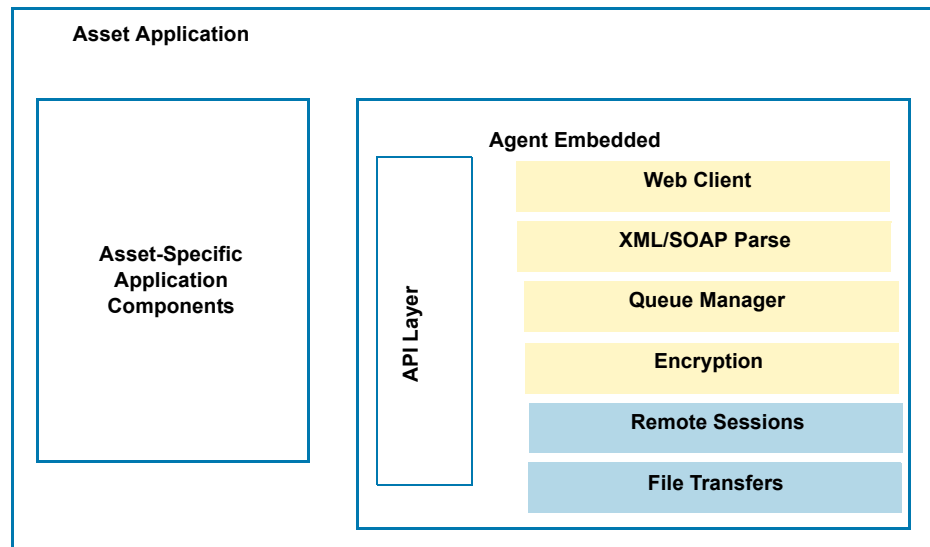 Asset Application
Asset-Specific
Application
Components
Agent Embedded
API Layer
Web Client
XML/SOAP Parse
Queue Manager
Encryption
Remote Sessions
File Transfers